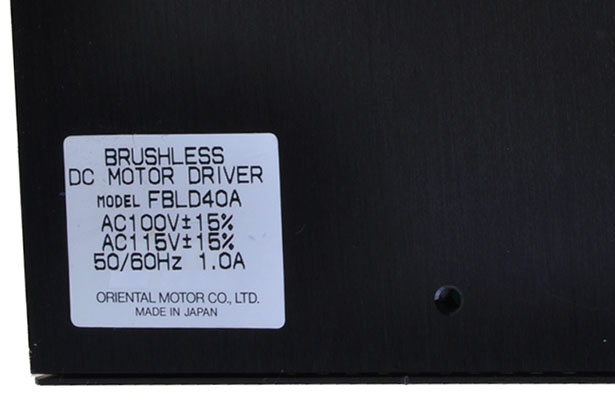 BRUSHLESS
DC MOTOR DRIVER
MODEL FBLD40A
AC100V±15%
AC115V±15%
50/60Hz 1.0A
ORIENTAL MOTOR CO., LTD.
MADE IN JAPAN